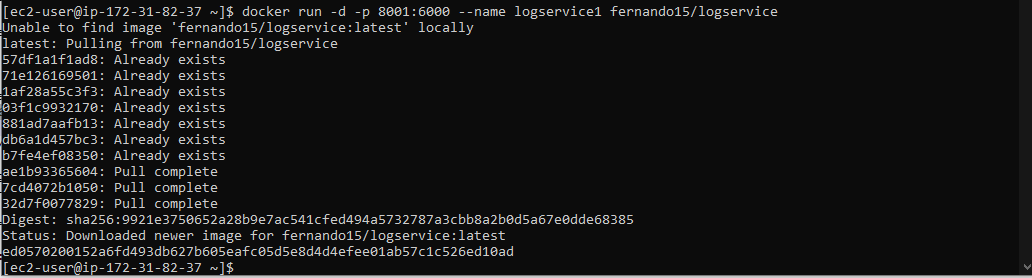 [ec2-user@ip-172-31-82-37 ~]$ docker run -d -p 8001:6000 --name logservice1 fernando15/logservice
Unable to find image 'fernando15/logservice:latest' locally
latest: Pulling from fernando15/logservice
57df1a1f1ad8: Already exists
71e126169501: Already exists
1af28a55c3f3: Already exists
03f1c9932170: Already exists
881ad7aafb13: Already exists
db6a1d457bc3: Already exists
b7fe4ef08350: Already exists
ae1b93365604: Pull complete
7cd4072b1050: Pull complete
32d7f0077829: Pull complete
Digest: sha256:9921e3750652a28b9e7ac541cfed494a5732787a3cbb8a2b0d5a67e0dde68385
Status: Downloaded newer image for fernando15/logservice:latest
ed0570200152a6fd493db627b605eafc05d5e8d4d4efee01ab57c1c526ed10ad
[ec2-user@ip-172-31-82-37 ~]$